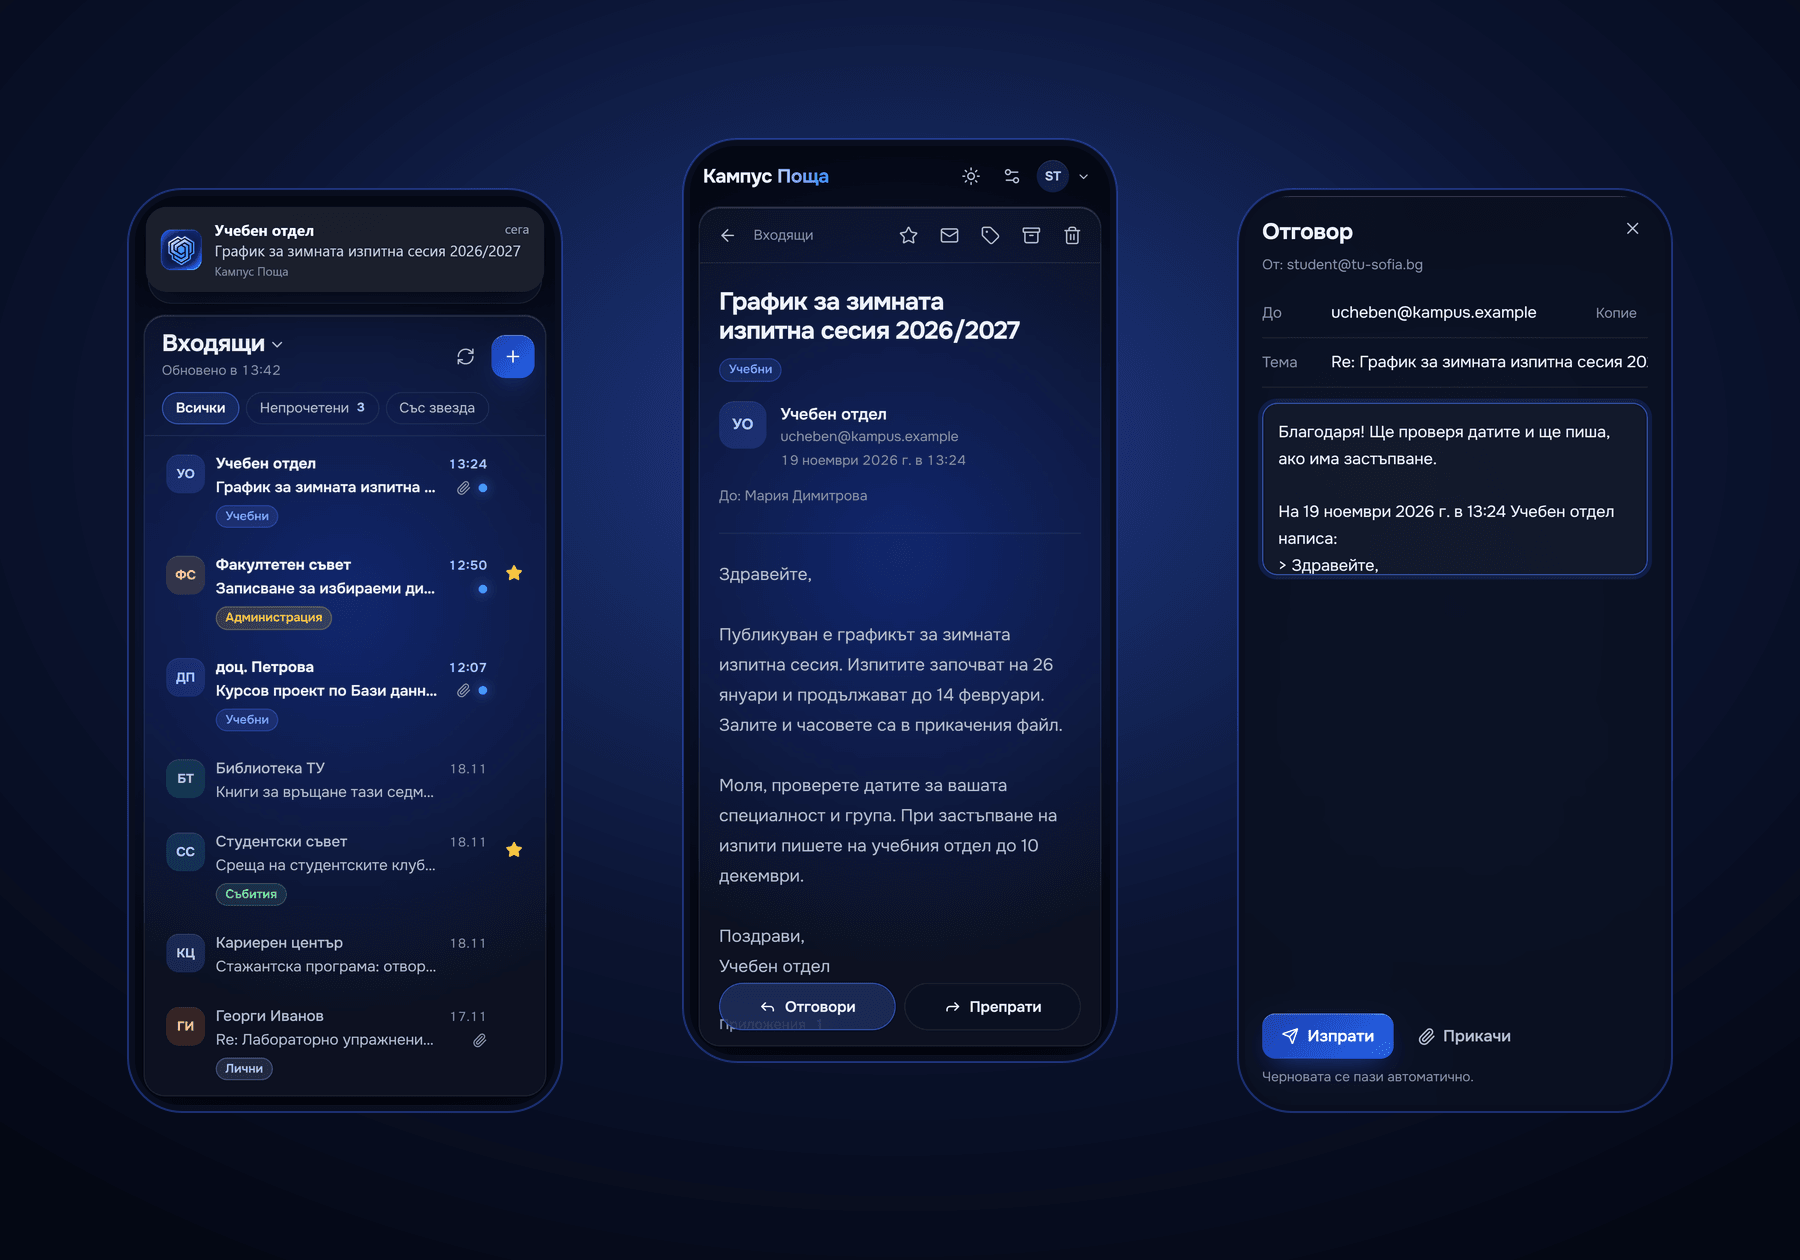 Учебен отдел
сега
График за зимната изпитна сесия 2026/2027
Кампус Поща
Входящи
Обновено в 13:42
Всички
Непрочетени 3
Със звезда
УО
Учебен отдел
13:24
График за зимната изпитна ...
Учебни
ФС
Факултетен съвет
12:50
Записване за избираеми ди...
Администрация
ДП
доц. Петрова
12:07
Курсов проект по Бази данн...
Учебни
БТ
Библиотека ТУ
18.11
Книги за връщане тази седм...
СС
Студентски съвет
18.11
Среща на студентските клуб...
Събития
КЦ
Кариерен център
18.11
Стажантска програма: отвор...
ГИ
Георги Иванов
17.11
Re: Лабораторно упражнени...
Лични
Кампус Поща
ST
Входящи
График за зимната
изпитна сесия 2026/2027
Учебни
УО
Учебен отдел
ucheben@kampus.example
19 ноември 2026 г. в 13:24
До: Мария Димитрова
Здравейте,
Публикуван е графикът за зимната
изпитна сесия. Изпитите започват на 26
януари и продължават до 14 февруари.
Залите и часовете са в прикачения файл.
Моля, проверете датите за вашата
специалност и група. При застъпване на
изпити пишете на учебния отдел до 10
декември.
Поздрави,
Учебен отдел
Отговори
Препрати
Приложения 1
Отговор
От: student@tu-sofia.bg
До
ucheben@kampus.example
Копие
Тема
Re: График за зимната изпитна сесия 20
Благодаря! Ще проверя датите и ще пиша,
ако има застъпване.
На 19 ноември 2026 г. в 13:24 Учебен отдел
написа:
> Здравейте,
Изпрати
Прикачи
Черновата се пази автоматично.